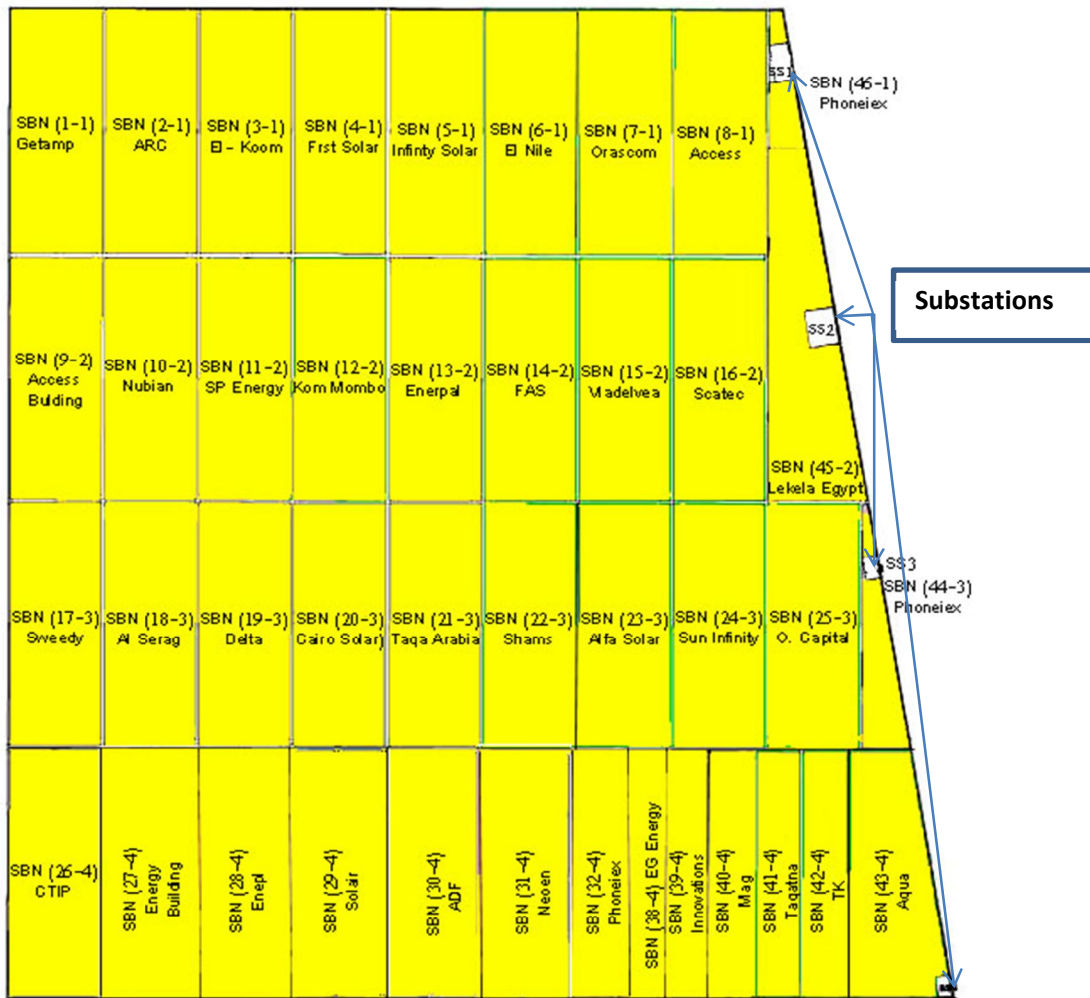 SS1
SBN (46-1)
Phoneiex
SBN (1-1)
Getamp
SBN (2-1)
ARC
SBN (3-1)
El - Koom
SBN (4-1)
Frst Solar
SBN (5-1)
Infinty Solar
SBN (6-1)
El Nile
SBN (7-1)
Orascom
SBN (8-1)
Access
Substations
SS2
SBN (9-2)
Access
Bulding
SBN (10-2)
Nubian
SBN (11-2)
SP Energy
SBN (12-2)
Kom Mombo
SBN (13-2)
Enerpal
SBN (14-2)
FAS
SBN (15-2)
Madelvea
SBN (16-2)
Scatec
SBN (45-2)
Lekela Egypt
SS3
SBN (44-3)
Phoneiex
SBN (17-3)
Sweedy
SBN (18-3)
Al Serag
SBN (19-3)
Delta
SBN (20-3)
Cairo Solar)
SBN (21-3)
Taqa Arabia
SBN (22-3)
Shams
SBN (23-3)
Alfa Solar
SBN (24-3)
Sun Infinity
SBN (25-3)
O. Capital
SBN (26-4)
CTIP
SBN (27-4)
Energy
Building
SBN (28-4)
Enepl
SBN (29-4)
Solair
SBN (30-4)
ADF
SBN (31-4)
Neoen
SBN (32-4)
Phoneiex
SBN (38-4) EG Energy
SBN (39-4)
Innovations
SBN (40-4)
Mag
SBN (41-4)
Taqatna
SBN (42-4)
TK
SBN (43-4)
Aqua